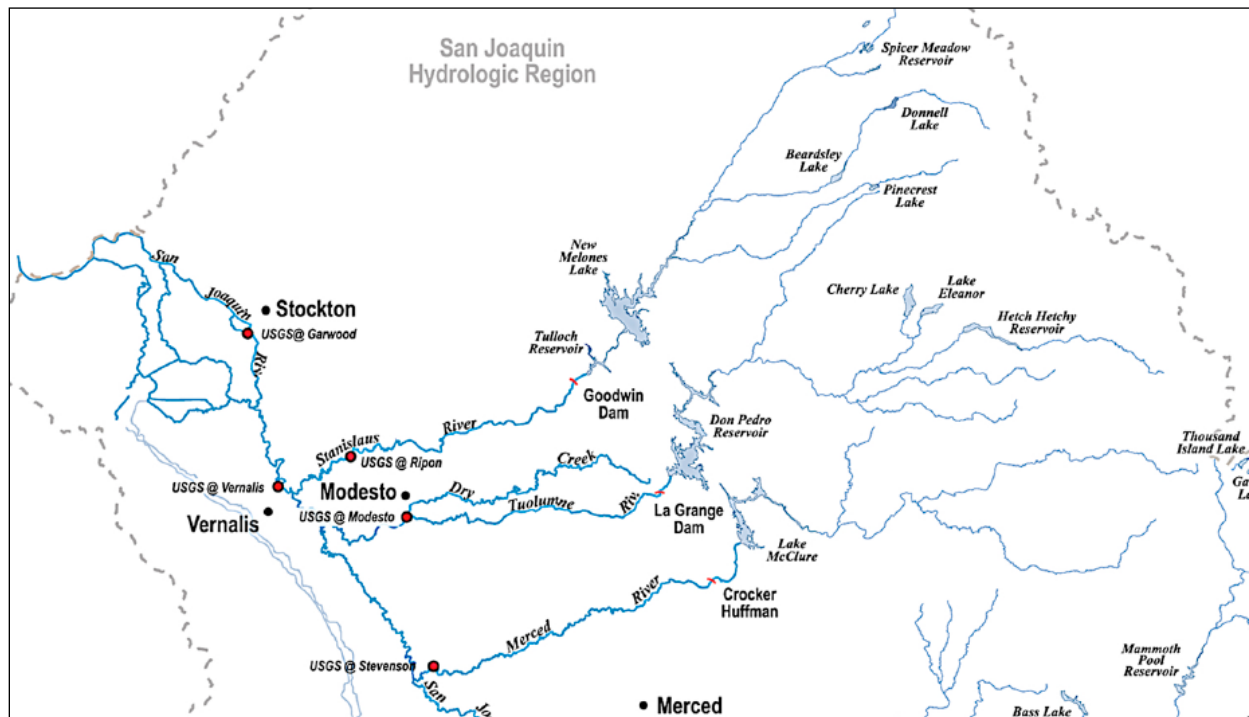 San Joaquin
Hydrologic Region
Spicer Meadow
Reservoir
Donnell
Lake
Beardsley
Lake
Pinecrest
Lake
New
Melones
Lake
San
Joaquin
Riv.
Stockton
USGS@ Garwood
Cherry Lake
Lake
Eleanor
Hetch Hetchy
Reservoir
Tulloch
Reservoir
Goodwin
Dam
Don Pedro
Reservoir
Stanislaus
River
USGS @ Ripon
Thousand
Island Lake
Ga
L
USGS @ Vernalis
Modesto
Dry
Creek
USGS @ Modesto
Tuolumne
Riv.
Vernalis
La Grange
Dam
Lake
McClure
Crocker
Huffman
Merced
River
USGS @ Stevenson
San
Jo
Merced
Mammoth
Pool
Reservoir
Bass Lake